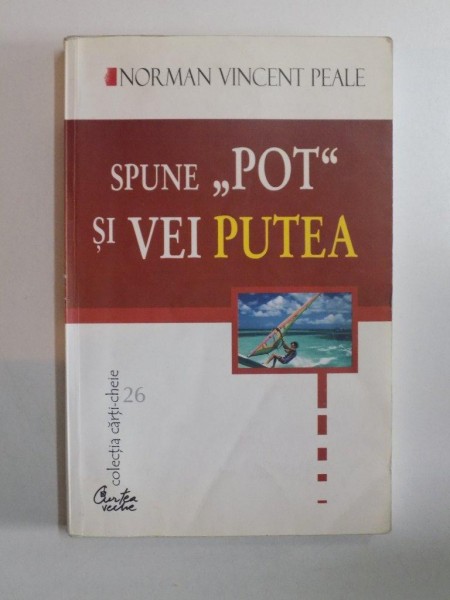 NORMAN VINCENT PEALE
SPUNE „POT“
ȘI VEI PUTEA
colecția cărți-cheie 26
Curtea
veche